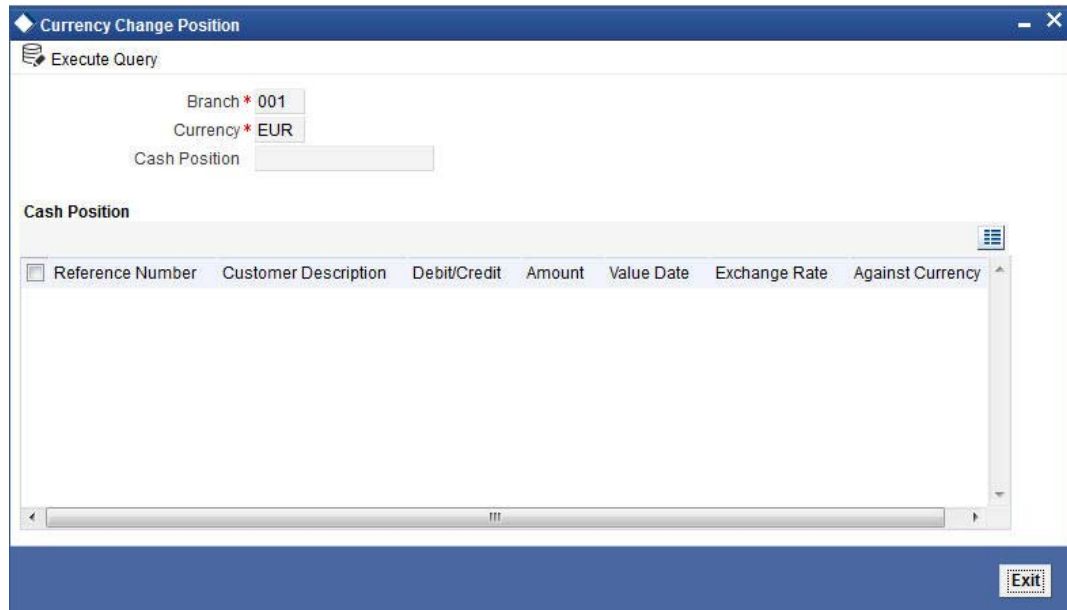 Currency Change Position
Execute Query
Branch * 001
Currency * EUR
Cash Position
Cash Position
Reference Number Customer Description Debit/Credit Amount Value Date Exchange Rate Against Currency
Exit